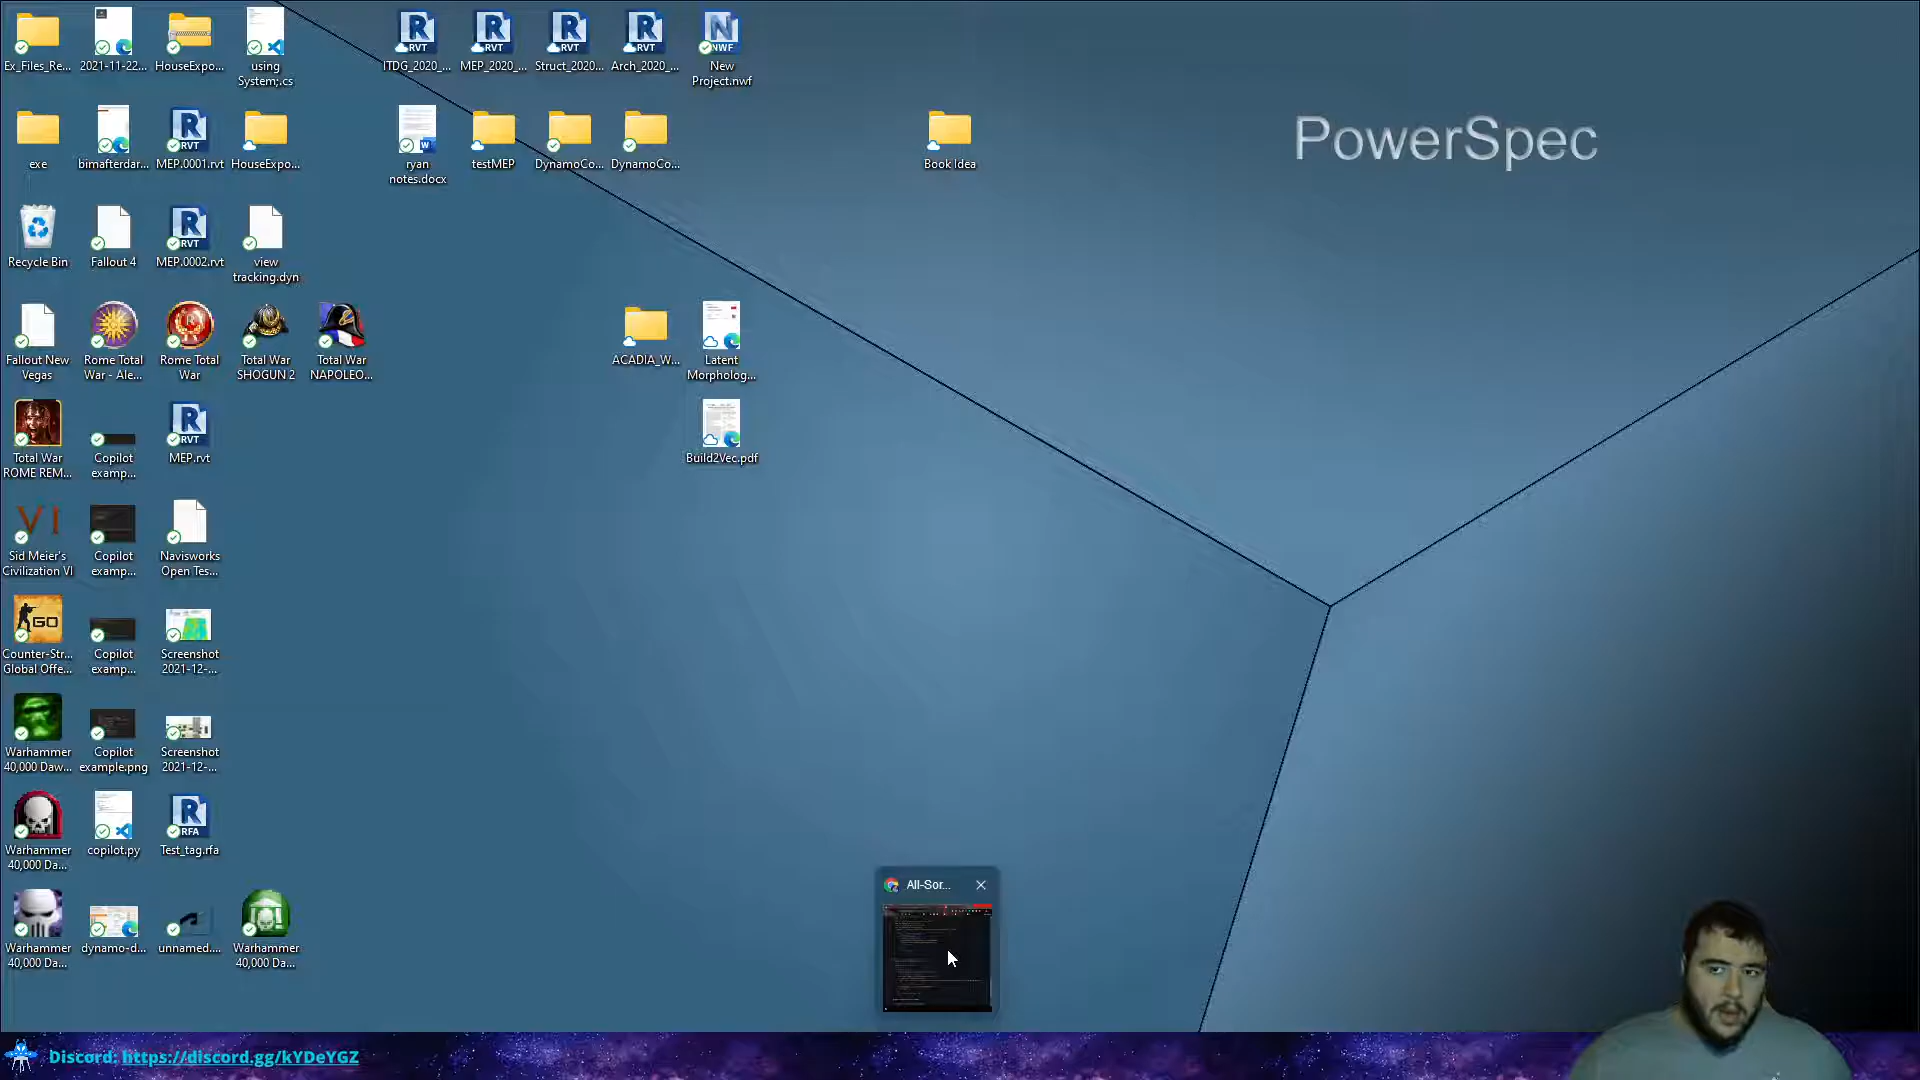 Ex_Files_Re...
2021-11-22...
HouseExpo...
using
System;.cs
ITDG_2020_...
MEP_2020_...
Struct_2020...
Arch_2020_...
New
Project.nwf
exe
bimafterdar...
MEP.0001.rvt
HouseExpo...
ryan
notes.docx
testMEP
DynamoCo...
DynamoCo...
Book Idea
PowerSpec
Recycle Bin
Fallout 4
MEP.0002.rvt
view
tracking.dyn
Fallout New
Vegas
Rome Total
War - Ale...
Rome Total
War
Total War
SHOGUN 2
Total War
NAPOLEO...
ACADIA_W...
Latent
Morpholog...
Total War
ROME REM...
Copilot
examp...
MEP.rvt
Build2Vec.pdf
Sid Meier's
Civilization VI
Copilot
examp...
Navisworks
Open Tes...
Counter-Str...
Global Offe...
Copilot
examp...
Screenshot
2021-12-...
Warhammer
40,000 Daw...
Copilot
example.png
Screenshot
2021-12-...
Warhammer
40,000 Da...
copilot.py
Test_tag.rfa
All-Sor...
Warhammer
40,000 Da...
dynamo-d...
unnamed....
Warhammer
40,000 Da...
Discord: https://discord.gg/kYDeYGZ